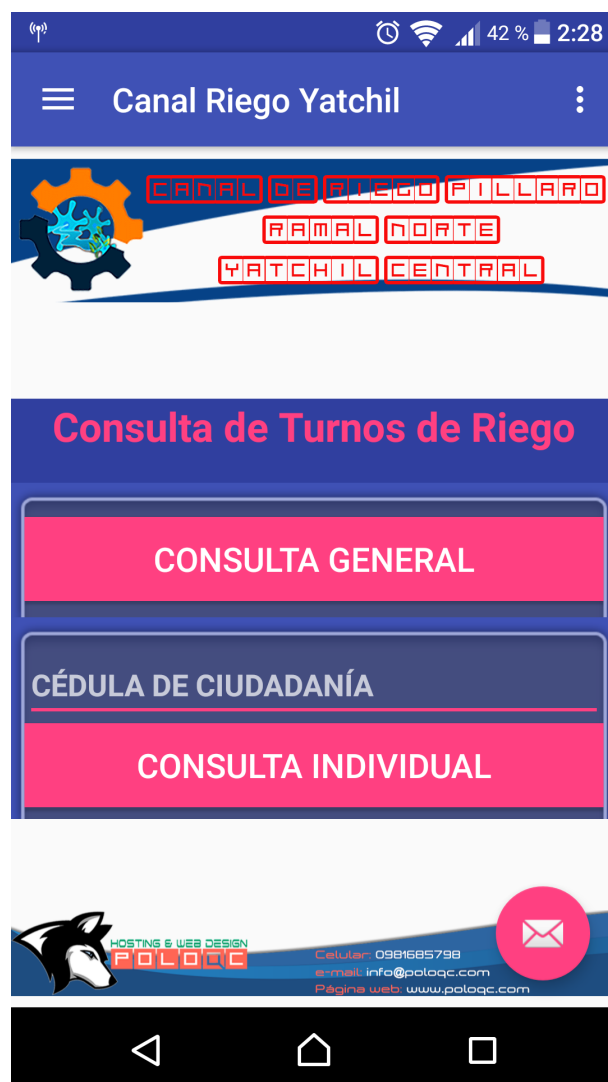 42 % 2:28
Canal Riego Yatchil
CANAL DE RIEGO PILLARO
RAMAL NORTE
YATCHIL CENTRAL
Consulta de Turnos de Riego
CONSULTA GENERAL
CÉDULA DE CIUDADANÍA
CONSULTA INDIVIDUAL
HOSTING & WEB DESIGN
POLOQC
Celular: 0981685798
e-mail: info@poloqc.com
Página web: www.poloqc.com